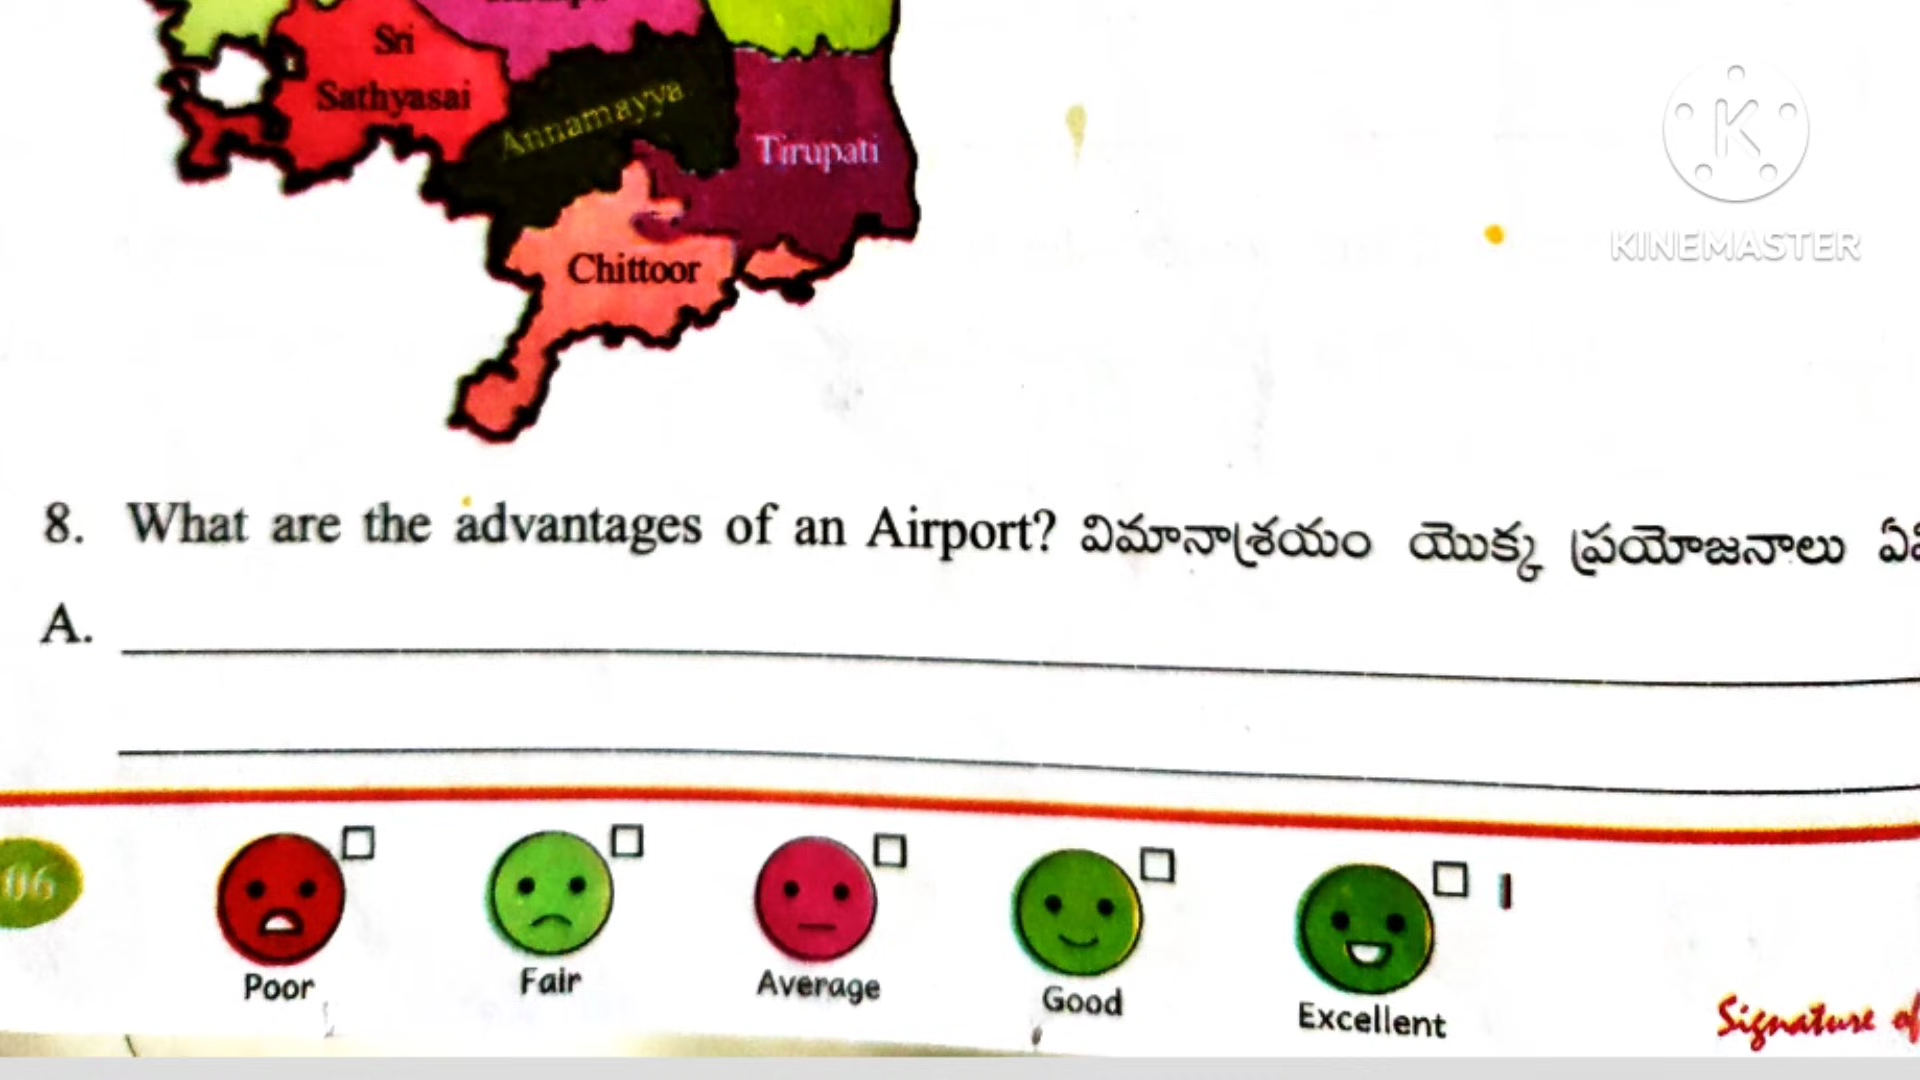 Sri
Sathyasai
Annamayya
Tirupati
Chittoor
K
KINEMASTER
8. What are the advantages of an Airport? విమానాశ్రయం యొక్క ప్రయోజనాలు
A.
06
Poor
Fair
Average
Good
Excellent
Signature of